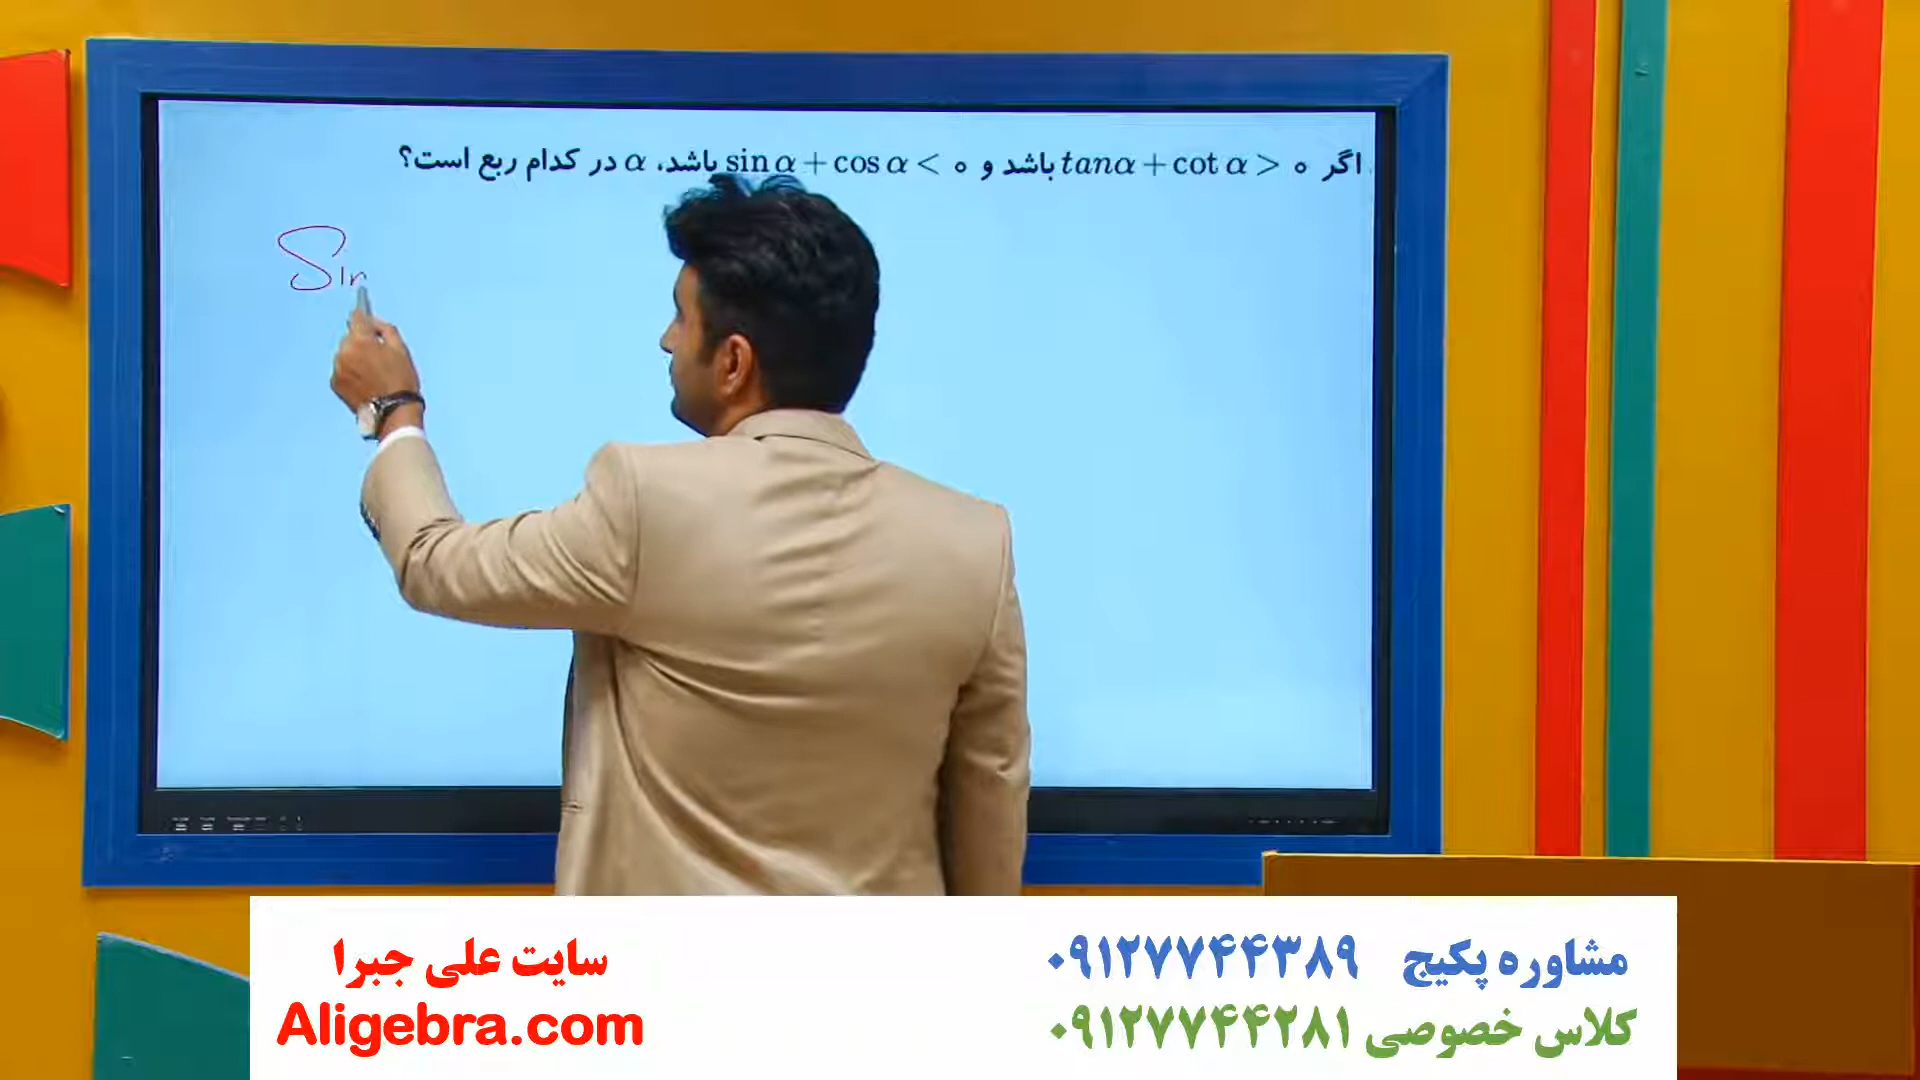 اگر tanα + cot α > ۰ باشد و sin α + cos α < ۰ باشد، α در کدام ربع است؟
Sin
سایت علی جبرا
Aligebra.com
مشاوره پکیج ۰۹۱۲۷۷۴۴۳۸۹
کلاس خصوصی ۰۹۱۲۷۷۴۴۲۸۱